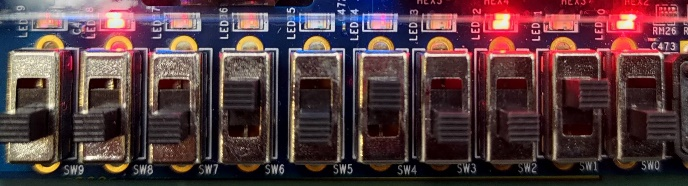 HEX5 HEX4 HEX3 HEX2
LED9 LED8 LED7 LED6 LED5 LED4 LED3 LED2 LED1 LED0
RM26
C473
SW9 SW8 SW7 SW6 SW5 SW4 SW3 SW2 SW1 SW0